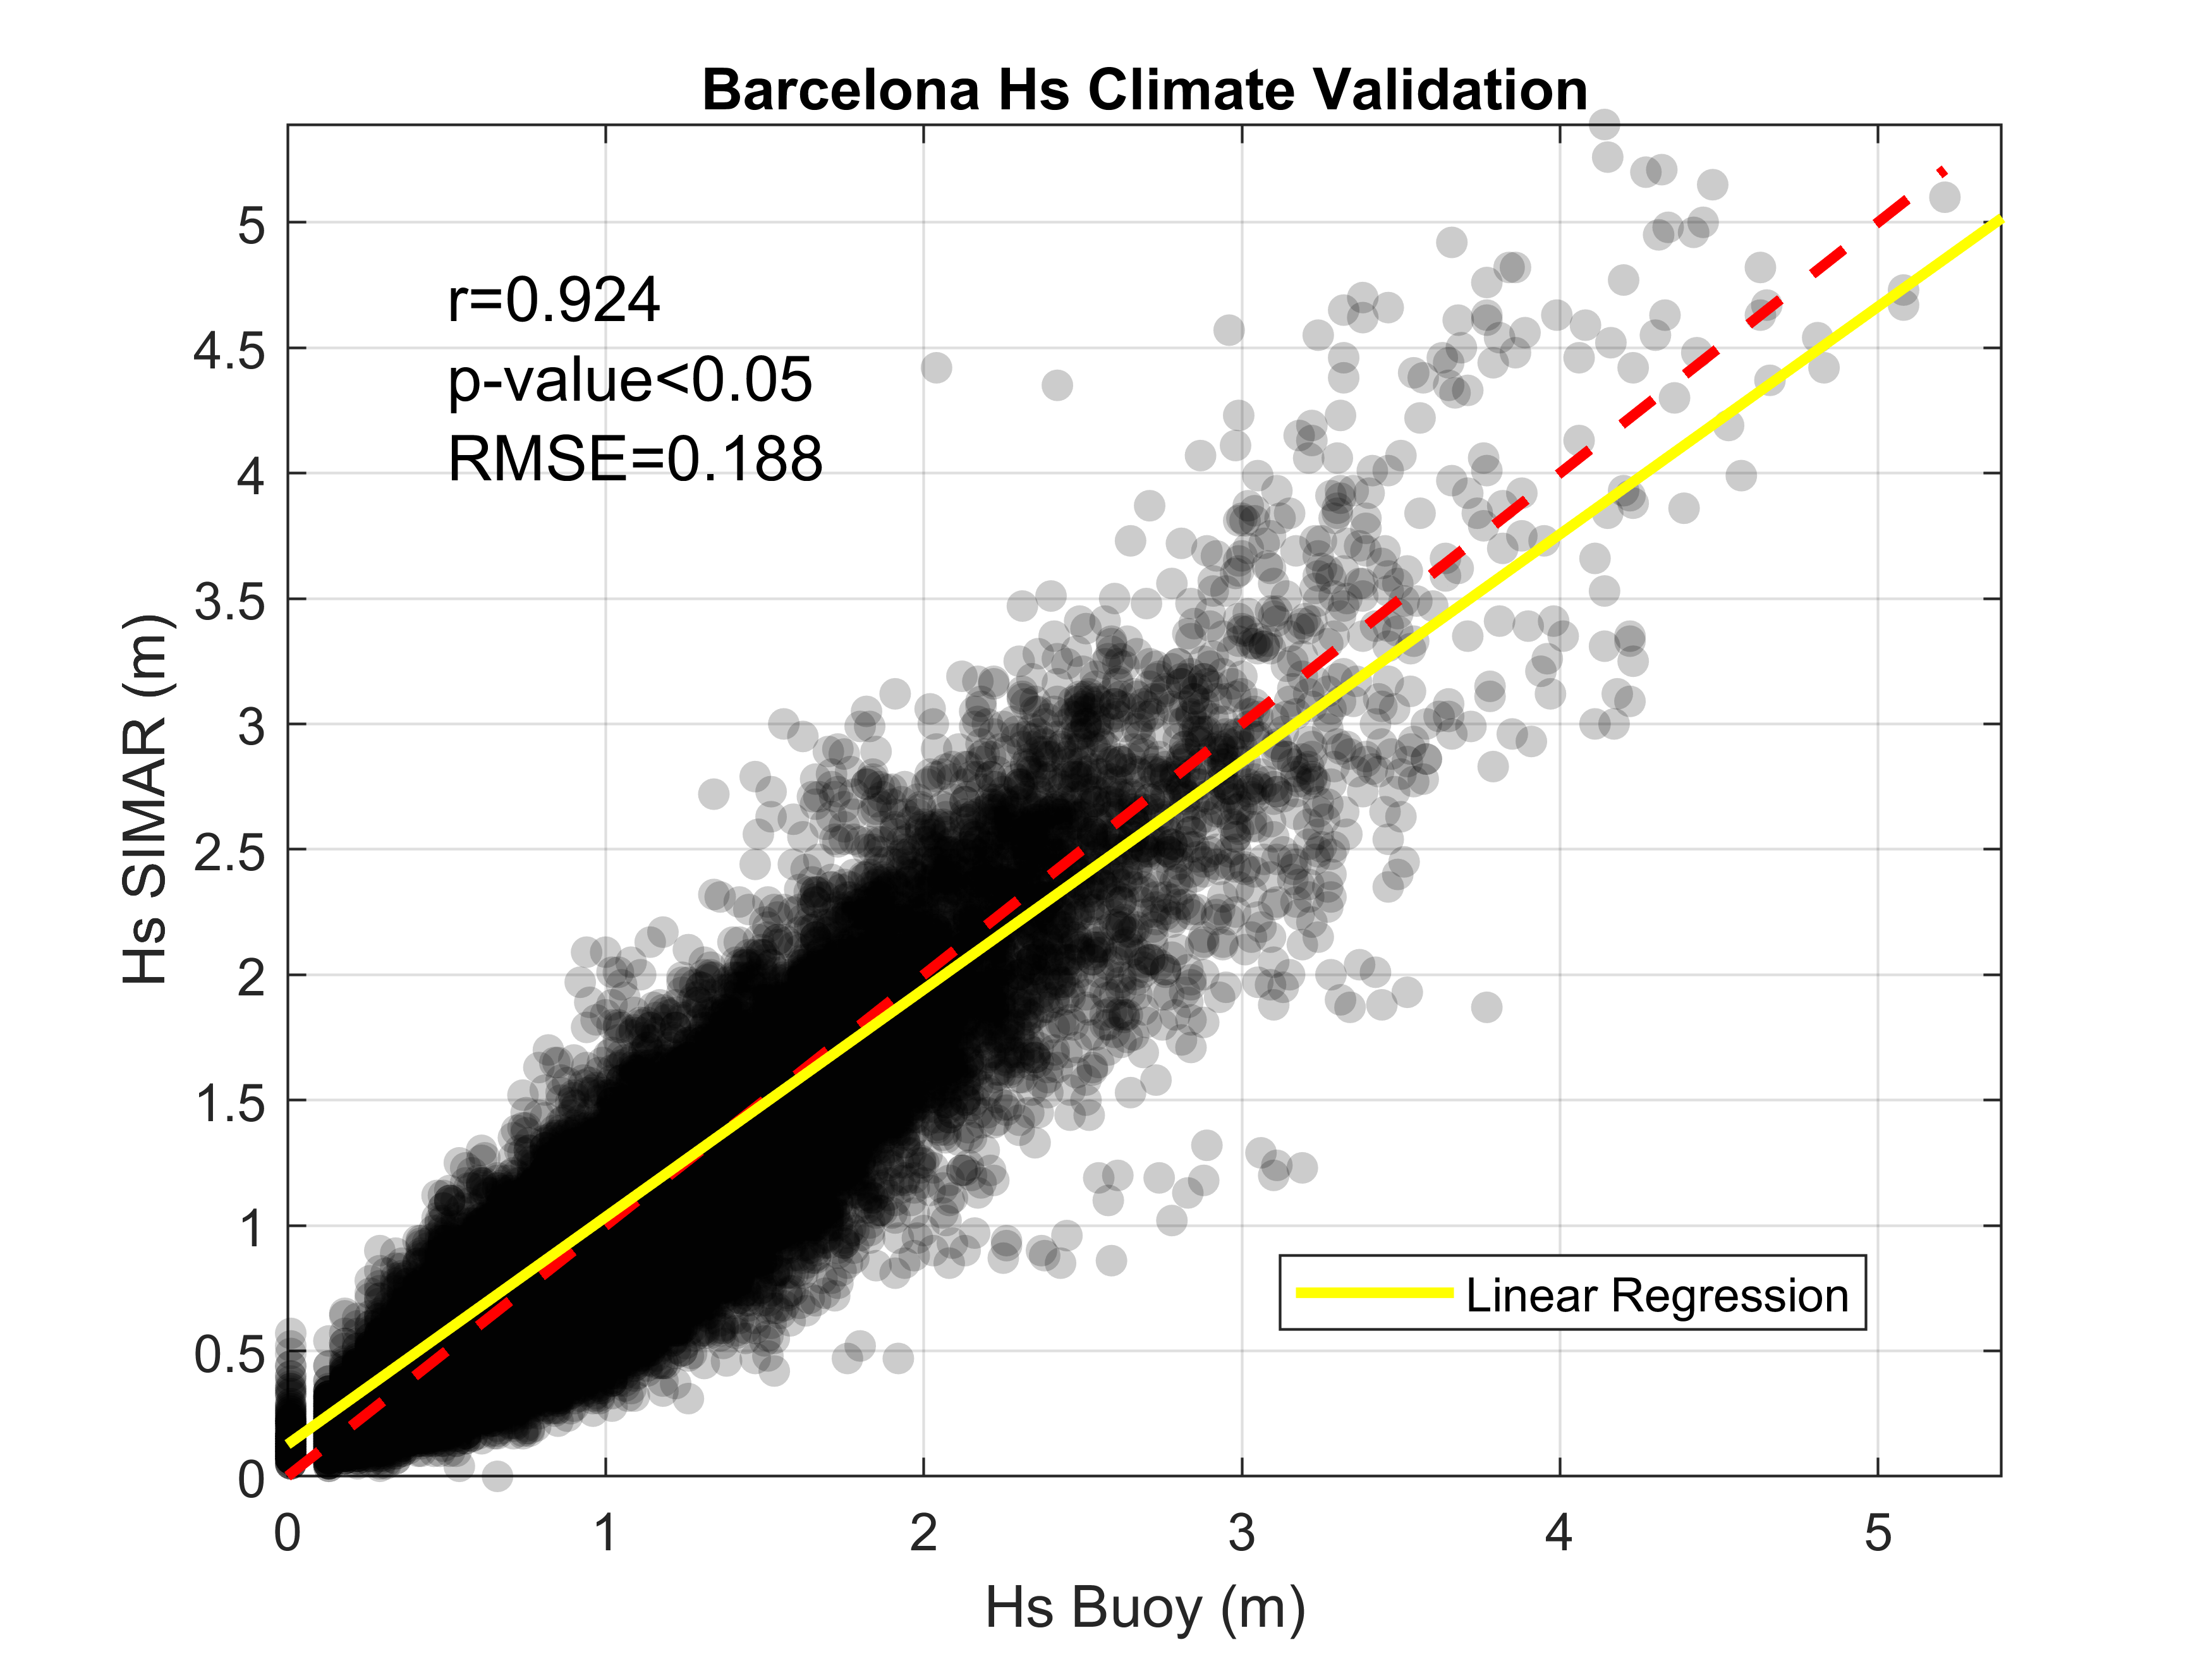 Barcelona Hs Climate Validation
r=0.924
p-value<0.05
RMSE=0.188
5
4.5
4
3.5
3
2.5
2
1.5
1
0.5
0
Hs SIMAR (m)
Linear Regression
0 1 2 3 4 5
Hs Buoy (m)